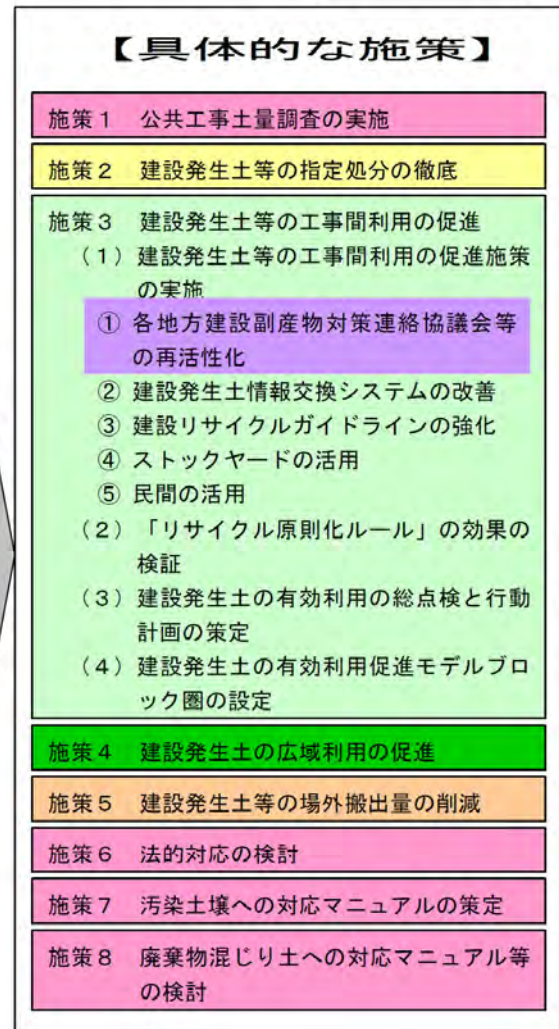 【具体的な施策】
施策1 公共工事土量調査の実施
施策2 建設発生土等の指定処分の徹底
施策3 建設発生土等の工事間利用の促進
(1)建設発生土等の工事間利用の促進施策
の実施
① 各地方建設副産物対策連絡協議会等
の再活性化
② 建設発生土情報交換システムの改善
③ 建設リサイクルガイドラインの強化
④ ストックヤードの活用
⑤ 民間の活用
(2)「リサイクル原則化ルール」の効果の
検証
(3)建設発生土の有効利用の総点検と行動
計画の策定
(4)建設発生土の有効利用促進モデルブロ
ック圏の設定
施策4 建設発生土の広域利用の促進
施策5 建設発生土等の場外搬出量の削減
施策6 法的対応の検討
施策7 汚染土壌への対応マニュアルの策定
施策8 廃棄物混じり土への対応マニュアル等
の検討